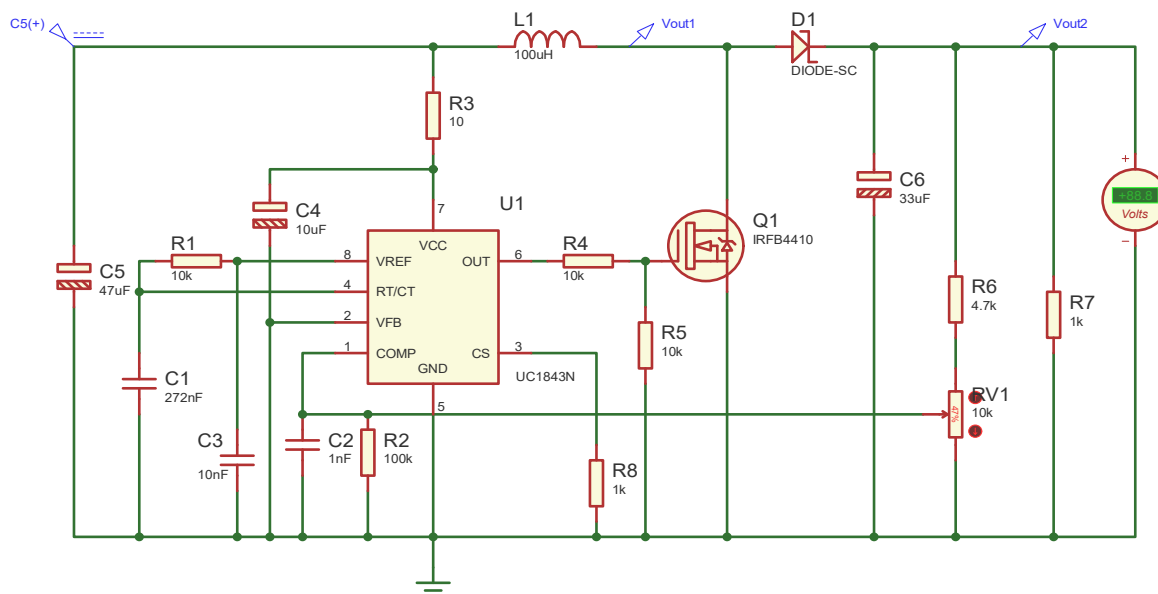 C5(+)
L1
100uH
Vout1
D1
DIODE-SC
Vout2
R3
10
C4
10uF
U1
7
VCC
R1
10k
8
VREF
OUT
6
R4
10k
Q1
IRFB4410
C6
33uF
+88.8
Volts
+
−
C5
47uF
4
RT/CT
2
VFB
1
COMP
CS
3
GND
UC1843N
5
R5
10k
R6
4.7k
R7
1k
C1
272nF
RV1
10k
47%
C3
10nF
C2
1nF
R2
100k
R8
1k